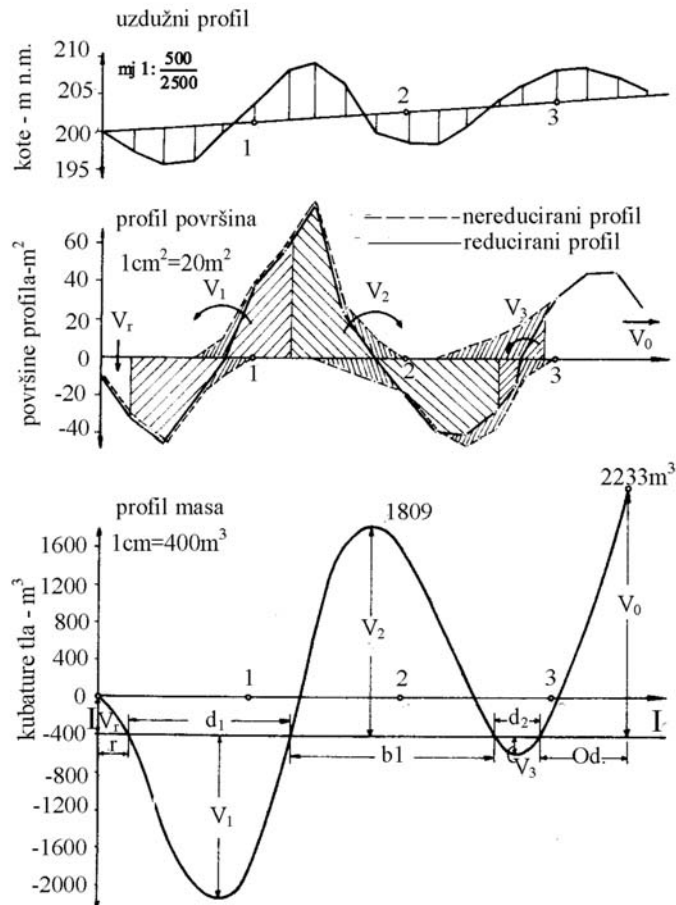 uzdužni profil
mj 1: 500/2500
kote - m n.m.
210
205
200
195
1
2
3
profil površina
1cm²=20m²
nereducirani profil
reducirani profil
površine profila-m²
60
40
20
0
-20
-40
Vr
V1
V2
V3
V0
1
2
3
profil masa
1cm=400m³
kubature tla - m³
1600
1200
800
400
0
-400
-800
-1200
-1600
-2000
1809
2233m³
1
2
3
V2
V0
I
Vr
d1
d2
I
r
b1
V3
Od.
V1